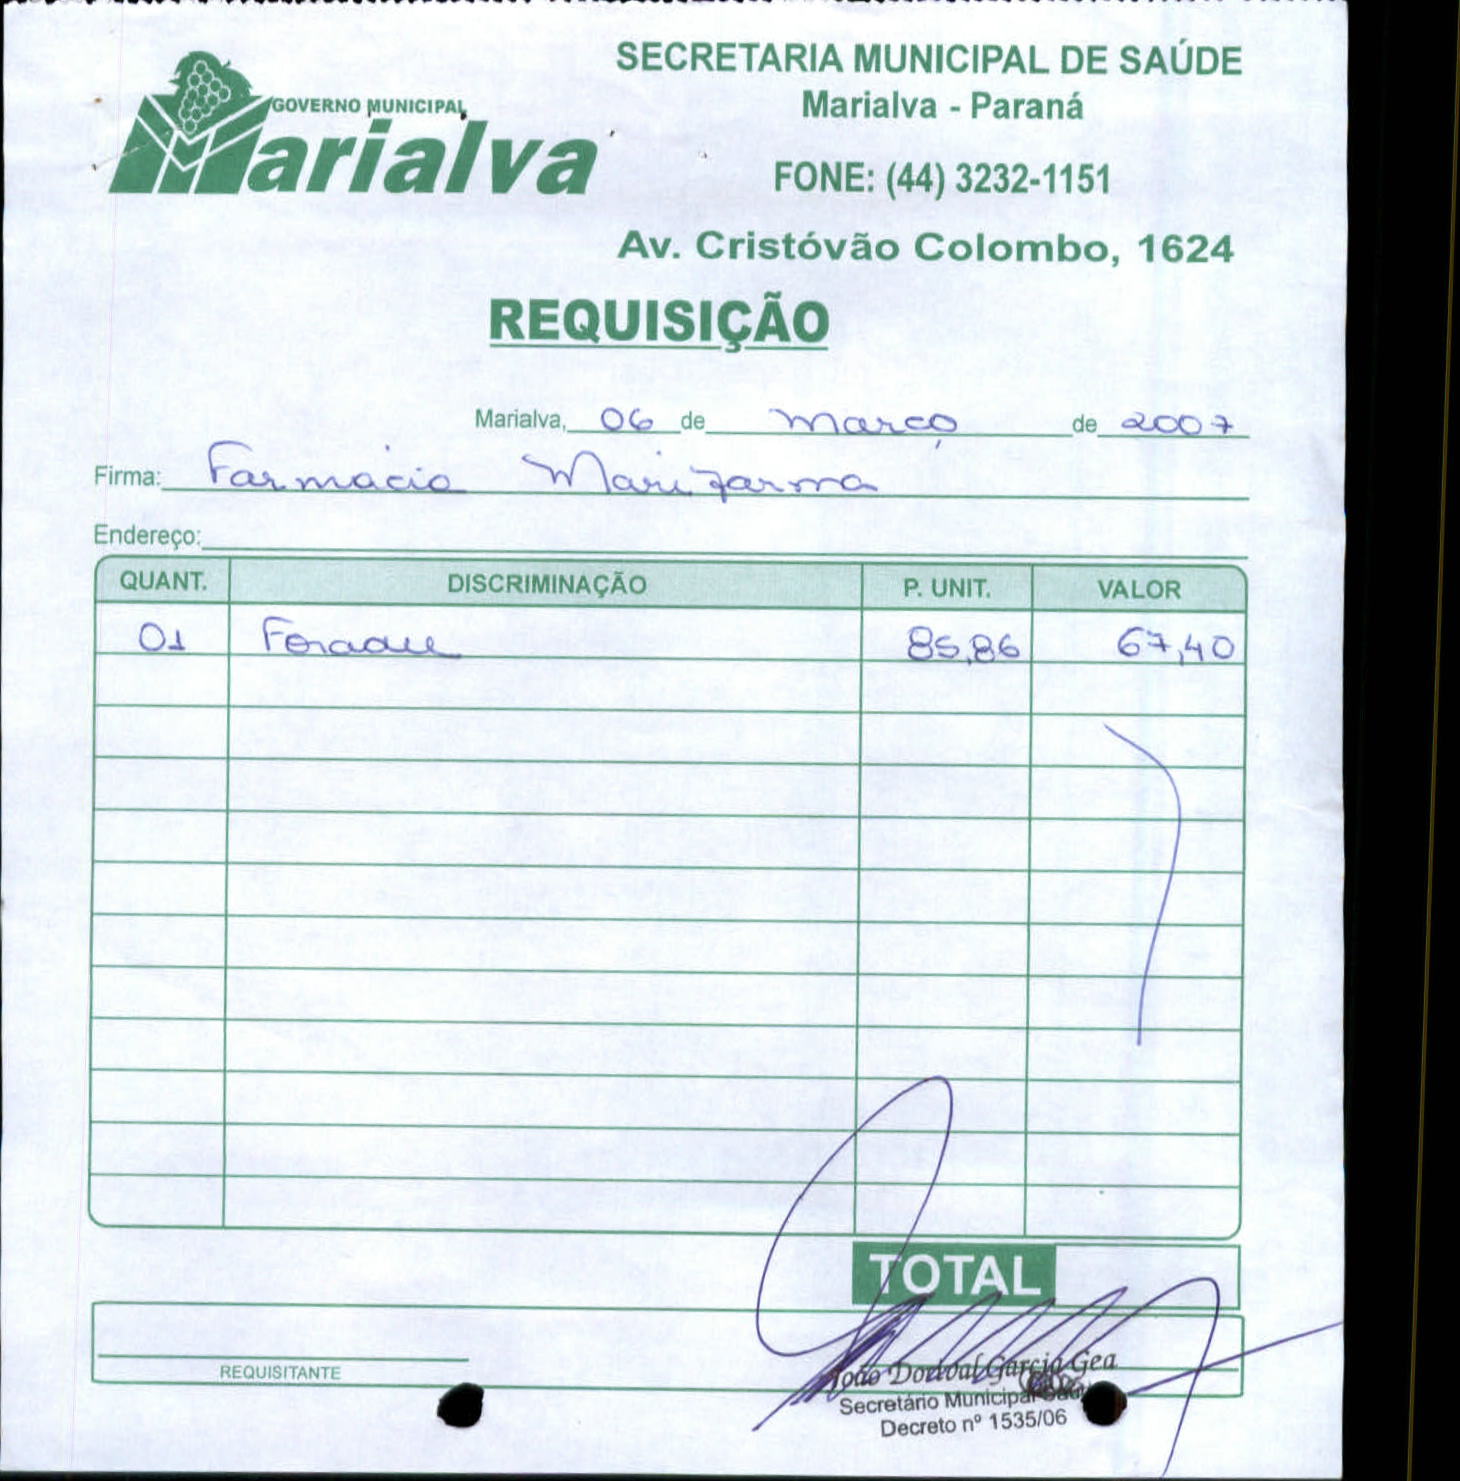 GOVERNO MUNICIPAL
Marialva
SECRETARIA MUNICIPAL DE SAÚDE
Marialva - Paraná
FONE: (44) 3232-1151
Av. Cristóvão Colombo, 1624
REQUISIÇÃO
Marialva, 06 de março de 2007
Firma: Farmácia Marifarma
Endereço:
QUANT. DISCRIMINAÇÃO P. UNIT. VALOR
01 85,86 67,40
TOTAL
REQUISITANTE
João Dorival Garcia Gea
Secretário Municipal Saúde
Decreto nº 1535/06